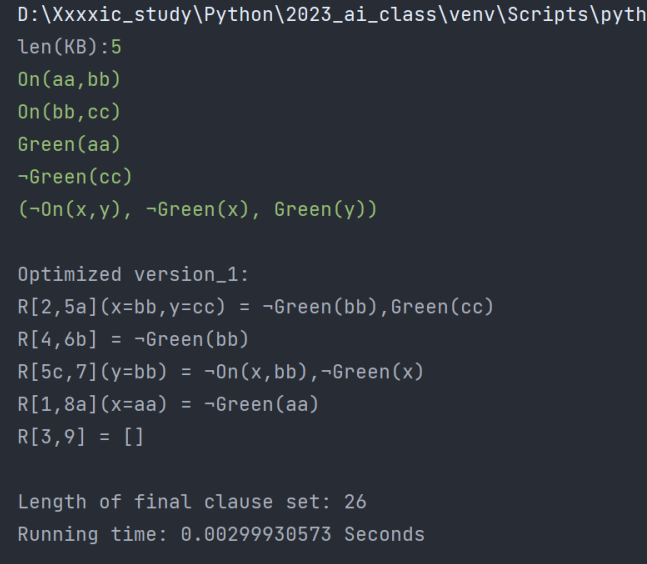 D:\Xxxxic_study\Python\2023_ai_class\venv\Scripts\pyth
len(KB):5
On(aa,bb)
On(bb,cc)
Green(aa)
¬Green(cc)
(¬On(x,y), ¬Green(x), Green(y))
Optimized version_1:
R[2,5a](x=bb,y=cc) = ¬Green(bb),Green(cc)
R[4,6b] = ¬Green(bb)
R[5c,7](y=bb) = ¬On(x,bb),¬Green(x)
R[1,8a](x=aa) = ¬Green(aa)
R[3,9] = []
Length of final clause set: 26
Running time: 0.00299930573 Seconds